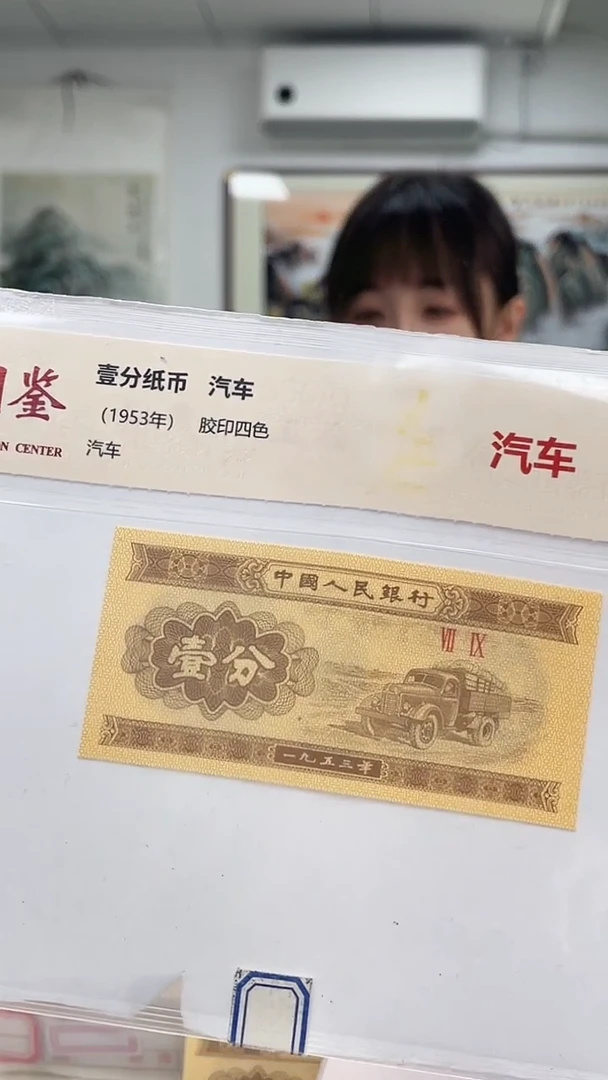 鉴
N CENTER
壹分纸币 汽车
(1953年) 胶印四色
汽车
汽车
中國人民銀行
Ⅶ Ⅸ
壹分
一九五三年